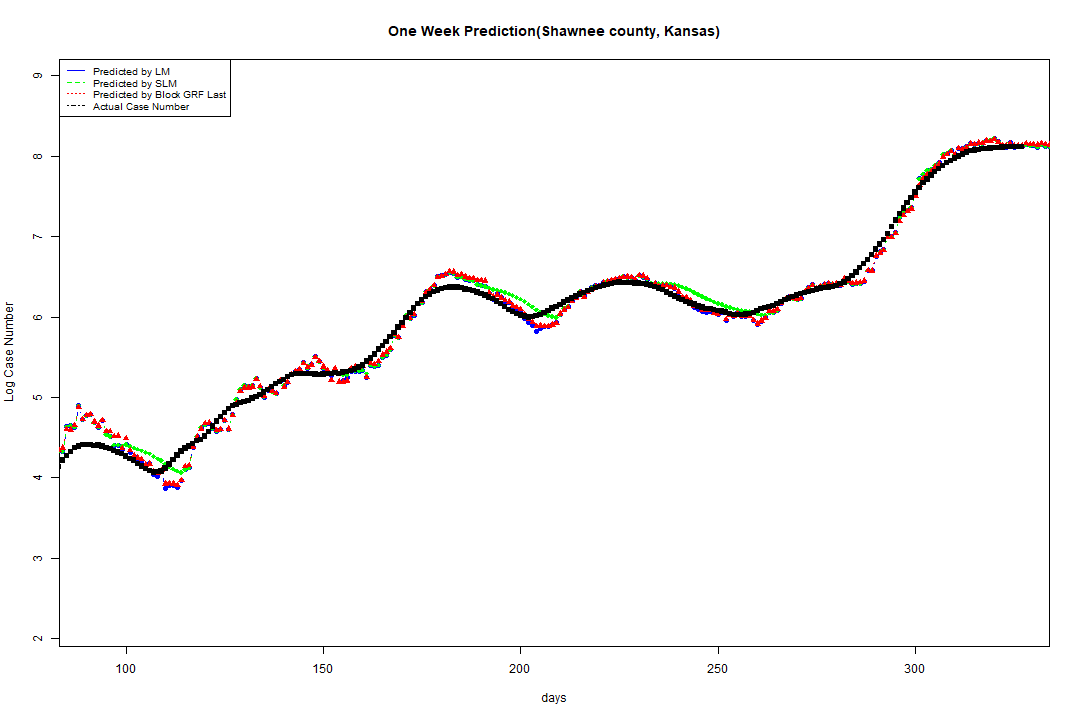 One Week Prediction(Shawnee county, Kansas)
Predicted by LM
Predicted by SLM
Predicted by Block GRF Last
Actual Case Number
9
8
7
6
5
4
3
2
Log Case Number
100 150 200 250 300
days